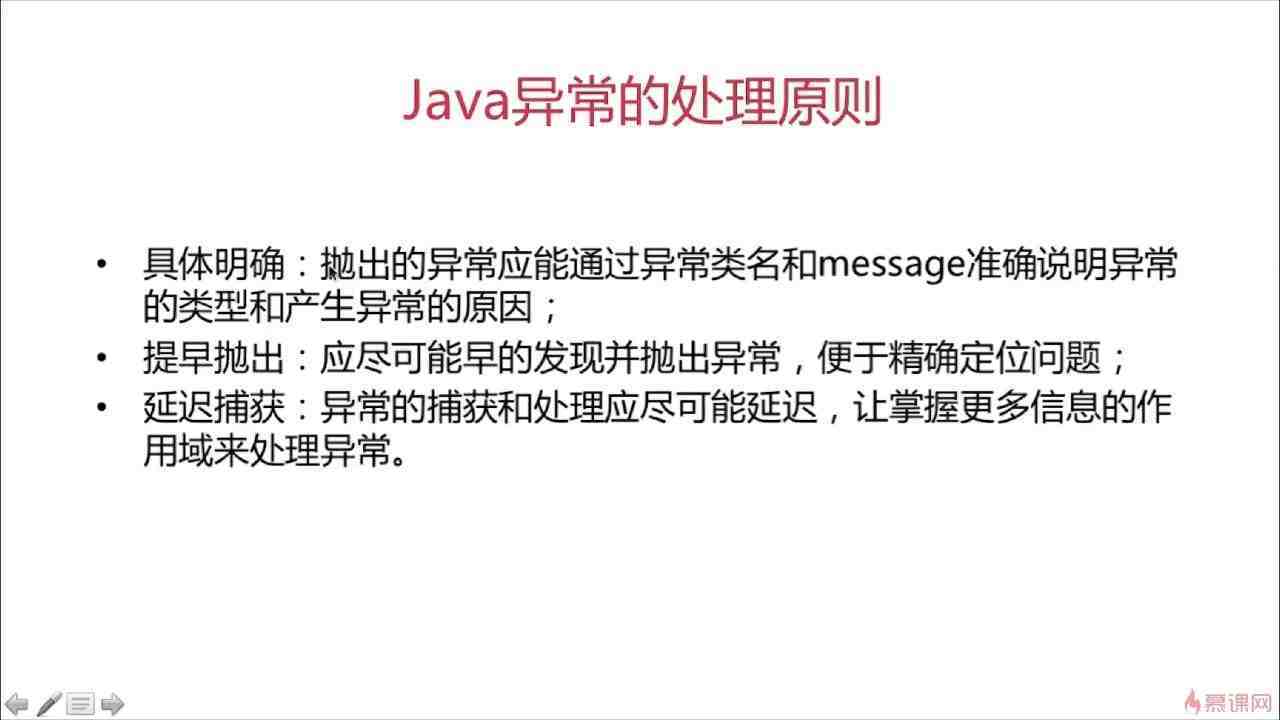 Java异常的处理原则
• 具体明确：抛出的异常应能通过异常类名和message准确说明异常
的类型和产生异常的原因；
• 提早抛出：应尽可能早的发现并抛出异常，便于精确定位问题；
• 延迟捕获：异常的捕获和处理应尽可能延迟，让掌握更多信息的作
用域来处理异常。
慕课网